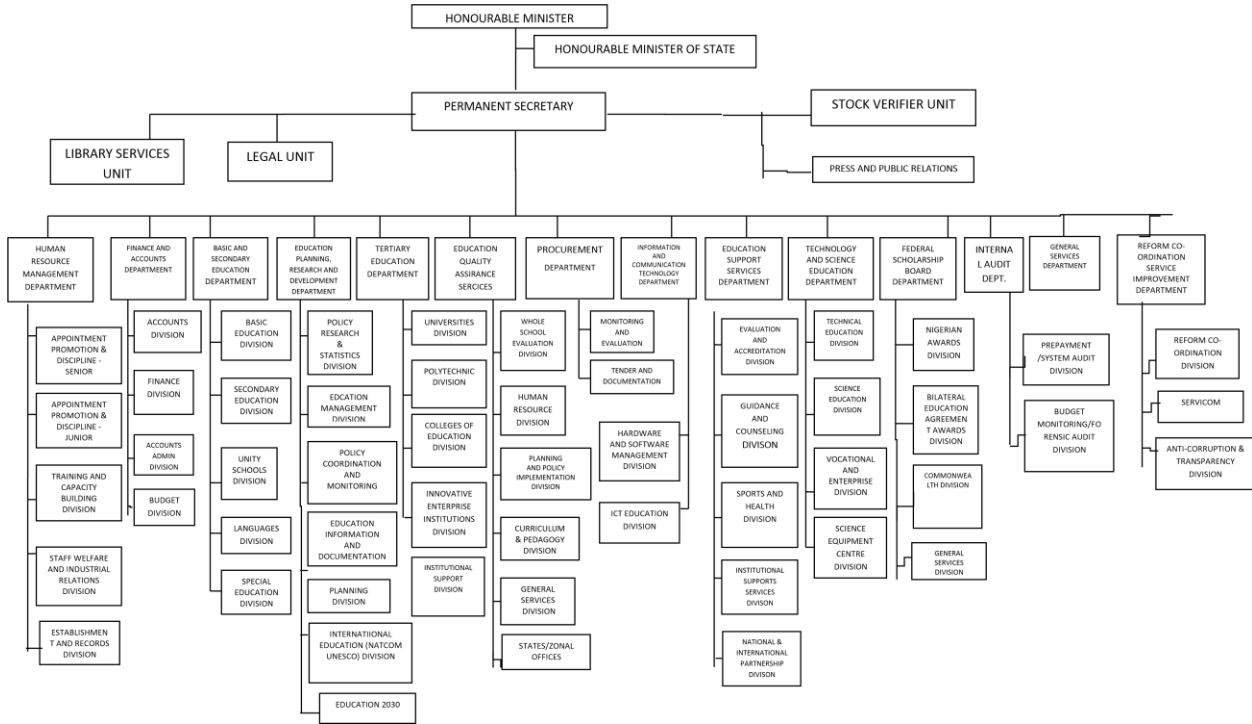 HONOURABLE MINISTER
HONOURABLE MINISTER OF STATE
PERMANENT SECRETARY
STOCK VERIFIER UNIT
LIBRARY SERVICES
UNIT
LEGAL UNIT
PRESS AND PUBLIC RELATIONS
HUMAN
RESOURCE
MANAGEMENT
DEPARTMENT
FINANCE AND
ACCOUNTS
DEPARTMEENT
BASIC AND
SECONDARY
EDUCATION
DEPARTMENT
EDUCATION
PLANNING,
RESEARCH AND
DEVELOPMENT
DEPARTMENT
TERTIARY
EDUCATION
DEPARTMENT
EDUCATION
QUALITY
ASSURANCE
SERCICES
PROCUREMENT
DEPARTMENT
INFORMATION
AND
COMMUNICATION
TECHNOLOGY
DEPARTMENT
EDUCATION
SUPPORT
SERVICES
DEPARTMENT
TECHNOLOGY
AND SCIENCE
EDUCATION
DEPARTMENT
FEDERAL
SCHOLARSHIP
BOARD
DEPARTMENT
INTERNA
L AUDIT
DEPT.
GENERAL
SERVICES
DEPARTMENT
REFORM CO-
ORDINATION
SERVICE
IMPROVEMENT
DEPARTMENT
APPOINTMENT
PROMOTION &
DISCIPLINE -
SENIOR
APPOINTMENT
PROMOTION &
DISCIPLINE -
JUNIOR
TRAINING AND
CAPACITY
BUILDING
DIVISION
STAFF WELFARE
AND INDUSTRIAL
RELATIONS
DIVISION
ESTABLISHMEN
T AND RECORDS
DIVISION
ACCOUNTS
DIVISION
FINANCE
DIVISION
ACCOUNTS
ADMIN
DIVISION
BUDGET
DIVISION
BASIC
EDUCATION
DIVISION
SECONDARY
EDUCATION
DIVISION
UNITY
SCHOOLS
DIVISION
LANGUAGES
DIVISION
SPECIAL
EDUCATION
DIVISION
POLICY
RESEARCH
&
STATISTICS
DIVISION
EDCATION
MANAGEMENT
DIVISION
POLICY
COORDINATION
AND
MONITORING
EDUCATION
INFORMATION
AND
DOCUMENTATION
PLANNING
DIVISION
INTERNATIIONAL
EDUCATION (NATCOM
UNESCO) DIVISION
EDUCATION 2030
UNIVERSITIES
DIVISION
POLYTECHNIC
DIVISION
COLLEGES OF
EDUCATION
DIVISION
INNOVATIVE
ENTERPRISE
INSTITUTIONS
DIVISION
INSTITUTIONAL
SUPPORT
DIVISION
WHOLE
SCHOOL
EVALUATION
DIVISION
HUMAN
RESOURCE
DIVISION
PLANNING
AND POLICY
IMPLEMENTATION
DIVISION
CURRICULUM
& PEDAGOGY
DIVISION
GENERAL
SERVICES
DIVISION
STATES/ZONAL
OFFICES
MONITORING
AND
EVALUATION
TENDER AND
DOCUMENTATION
HARDWARE
AND SOFTWARE
MANAGEMENT
DIVISION
ICT EDUCATION
DIVISION
EVALUATION
AND
ACCREDITATION
DIVISION
GUIDANCE
AND
COUNSELING
DIVISON
SPORTS AND
HEALTH
DIVISION
INSTITUTIONAL
SUPPORTS
SERVICES
DIVISON
NATIONAL &
INTERNATIONAL
PARTNERSHIP
DIVISON
TECHNICAL
EDUCATION
DIVISION
SCIENCE
EDUCATION
DIVISION
VOCATIONAL
AND
ENTERPRISE
DIVISION
SCIENCE
EQUIPMENT
CENTRE
DIVISION
NIGERIAN
AWARDS
DIVISION
BILATERAL
EDUCATION
AGREEMEN
T AWARDS
DIVISION
COMMONWEA
LTH DIVISION
GENERAL
SERVICES
DIVISION
PREPAYMENT
/SYSTEM AUDIT
DIVISION
BUDGET
MONITORING/FO
RENSIC AUDIT
DIVISION
REFORM CO-
ORDINATION
DIVISION
SERVICOM
ANTI-CORRUPTION &
TRANSPARENCY
DIVISION